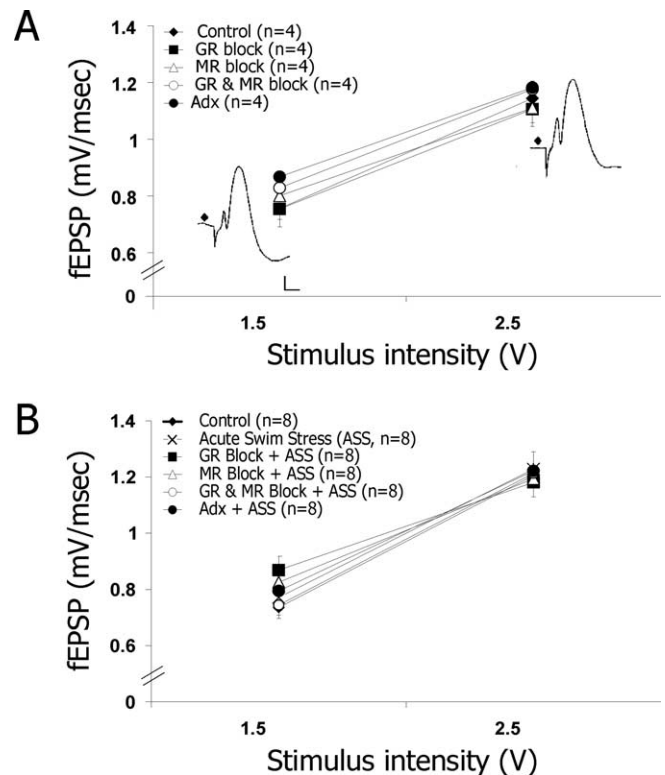 A
Control (n=4)
GR block (n=4)
MR block (n=4)
GR & MR block (n=4)
Adx (n=4)
fEPSP (mV/msec)
1.4
1.2
1
0.8
0.6
0
1.5
2.5
Stimulus intensity (V)
B
Control (n=8)
Acute Swim Stress (ASS, n=8)
GR Block + ASS (n=8)
MR Block + ASS (n=8)
GR & MR Block + ASS (n=8)
Adx + ASS (n=8)
fEPSP (mV/msec)
1.4
1.2
1
0.8
0.6
0
1.5
2.5
Stimulus intensity (V)